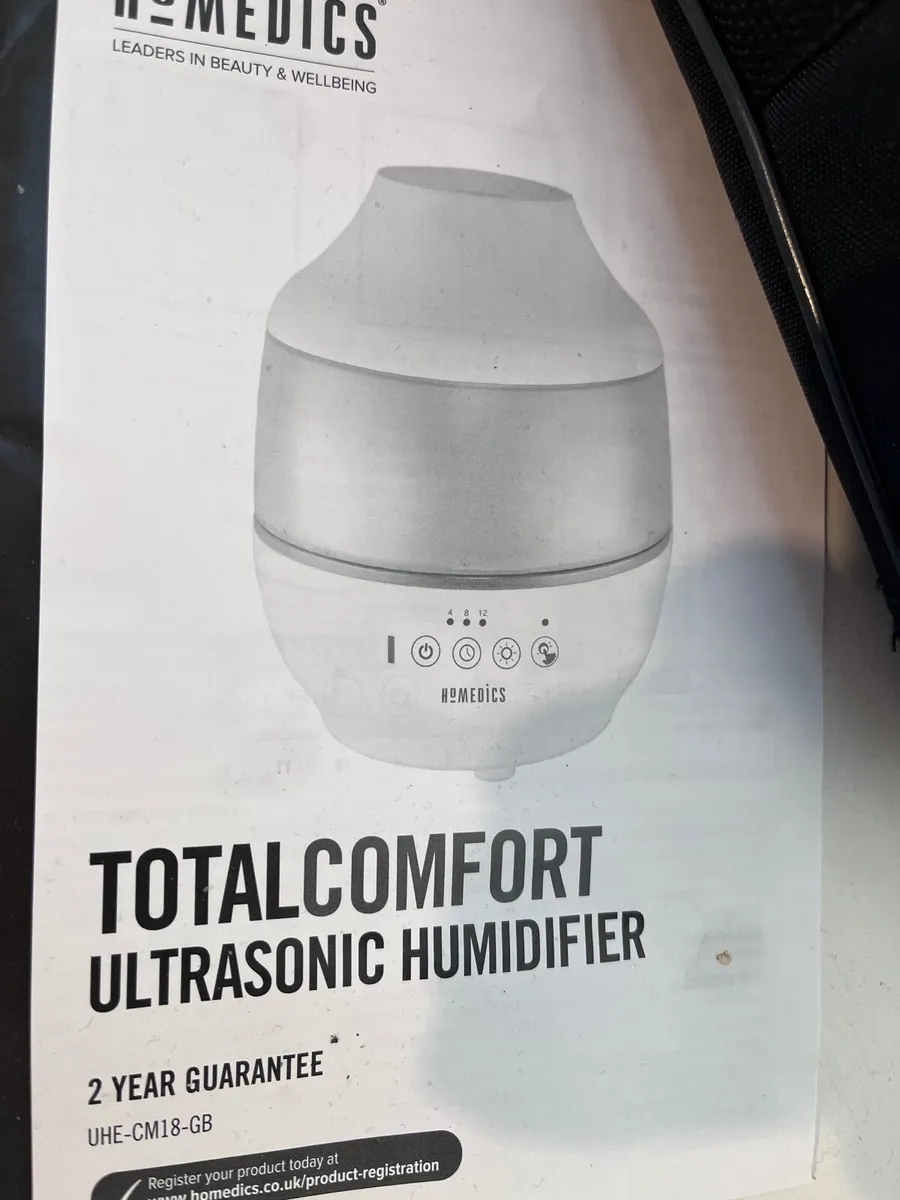 HoMEDICS®
LEADERS IN BEAUTY & WELLBEING
4 8 12
HoMEDICS
TOTALCOMFORT
ULTRASONIC HUMIDIFIER
2 YEAR GUARANTEE
UHE-CM18-GB
Register your product today at
www.homedics.co.uk/product-registration